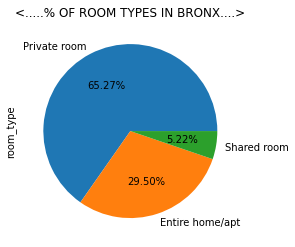 <.....% OF ROOM TYPES IN BRONX....>
Private room
65.27%
room_type
5.22%
Shared room
29.50%
Entire home/apt